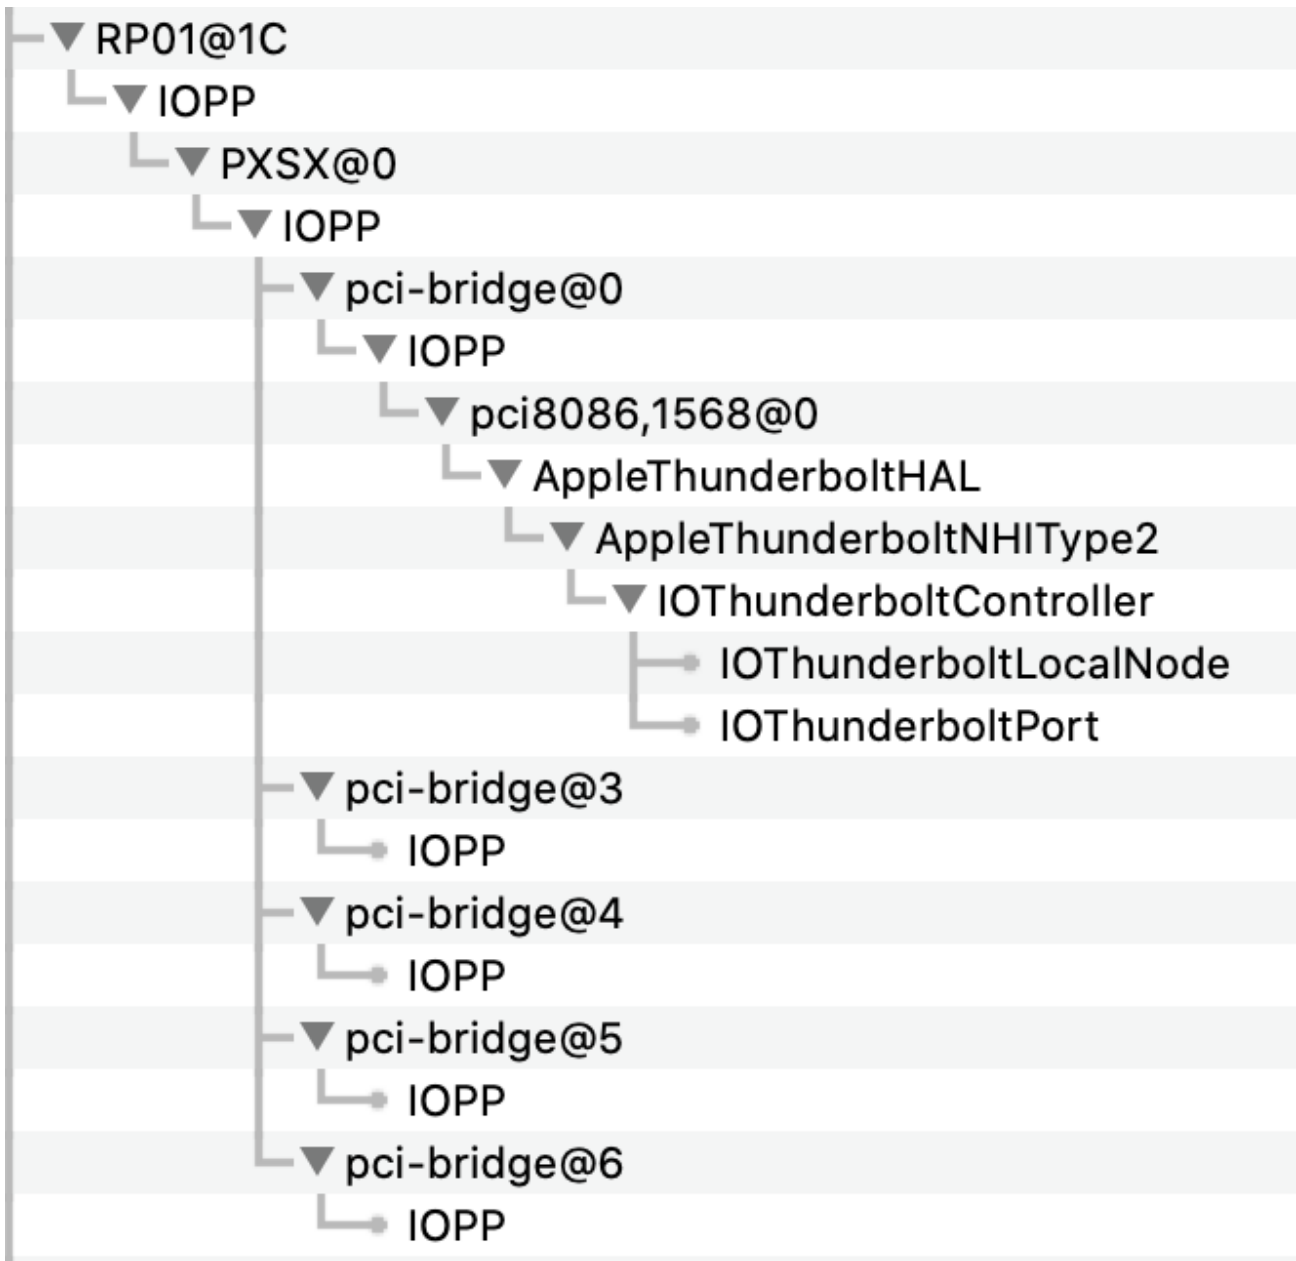 RP01@1C
IOPP
PXSX@0
IOPP
pci-bridge@0
IOPP
pci8086,1568@0
AppleThunderboltHAL
AppleThunderboltNHIType2
IOThunderboltController
IOThunderboltLocalNode
IOThunderboltPort
pci-bridge@3
IOPP
pci-bridge@4
IOPP
pci-bridge@5
IOPP
pci-bridge@6
IOPP